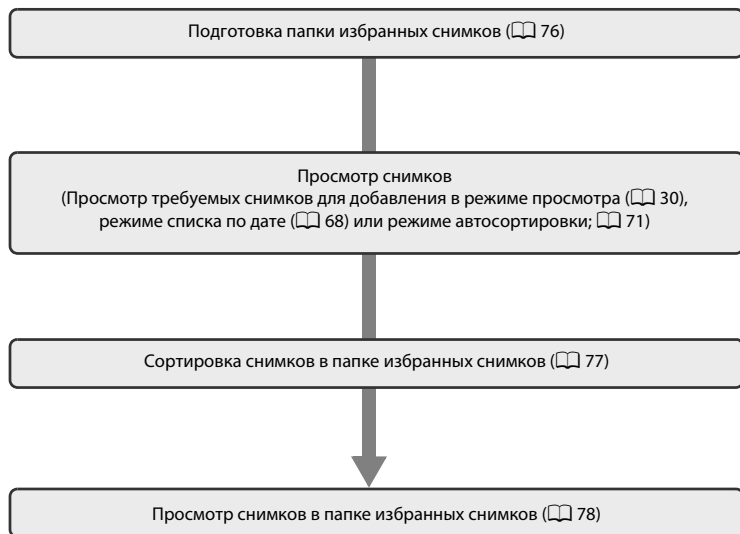 Подготовка папки избранных снимков (📖 76)
Просмотр снимков
(Просмотр требуемых снимков для добавления в режиме просмотра (📖 30),
режиме списка по дате (📖 68) или режиме автосортировки; 📖 71)
Сортировка снимков в папке избранных снимков (📖 77)
Просмотр снимков в папке избранных снимков (📖 78)